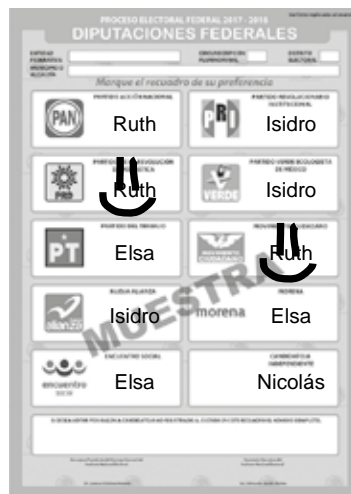 PROCESO ELECTORAL FEDERAL 2017 - 2018
DIPUTACIONES FEDERALES
ENTIDAD FEDERATIVA
CIRCUNSCRIPCIÓN PLURINOMINAL
DISTRITO ELECTORAL
MUNICIPIO O
Marque el recuadro de su preferencia
PARTIDO ACCIÓN NACIONAL
PAN
Ruth
PARTIDO REVOLUCIONARIO INSTITUCIONAL
PRI
Isidro
PRD
Ruth
PARTIDO VERDE ECOLOGISTA DE MÉXICO
VERDE
Isidro
PARTIDO DEL TRABAJO
PT
Elsa
MOVIMIENTO CIUDADANO
Ruth
NUEVA ALIANZA
alianza
Isidro
MORENA
morena
Elsa
ENCUENTRO SOCIAL
encuentro
social
Elsa
CANDIDATO/A INDEPENDIENTE
Nicolás
MUESTRA